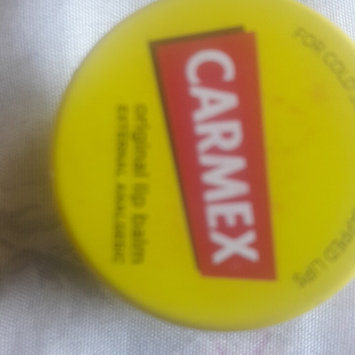 FOR COLD
CARMEX
original lip balm
EXTERNAL ANALGESIC
LIPS